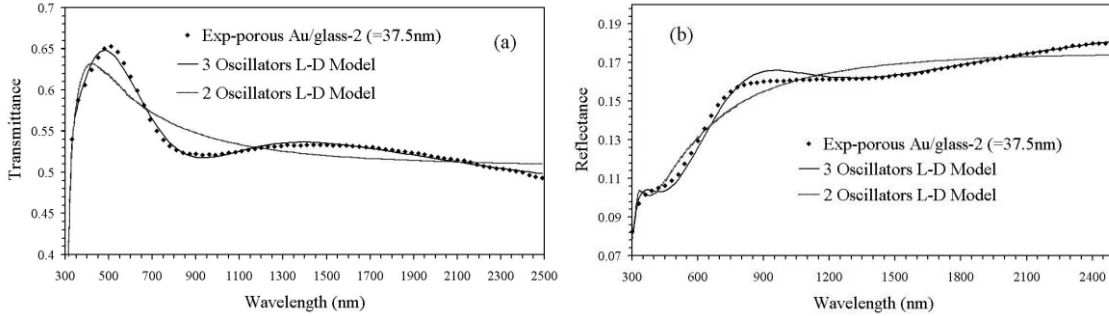 (a)
Exp-porous Au/glass-2 (=37.5nm)
3 Oscillators L-D Model
2 Oscillators L-D Model
Transmittance
0.7
0.65
0.6
0.55
0.5
0.45
0.4
300 500 700 900 1100 1300 1500 1700 1900 2100 2300 2500
Wavelength (nm)
(b)
Exp-porous Au/glass-2 (=37.5nm)
3 Oscillators L-D Model
2 Oscillators L-D Model
Reflectance
0.19
0.17
0.15
0.13
0.11
0.09
0.07
300 600 900 1200 1500 1800 2100 2400
Wavelength (nm)